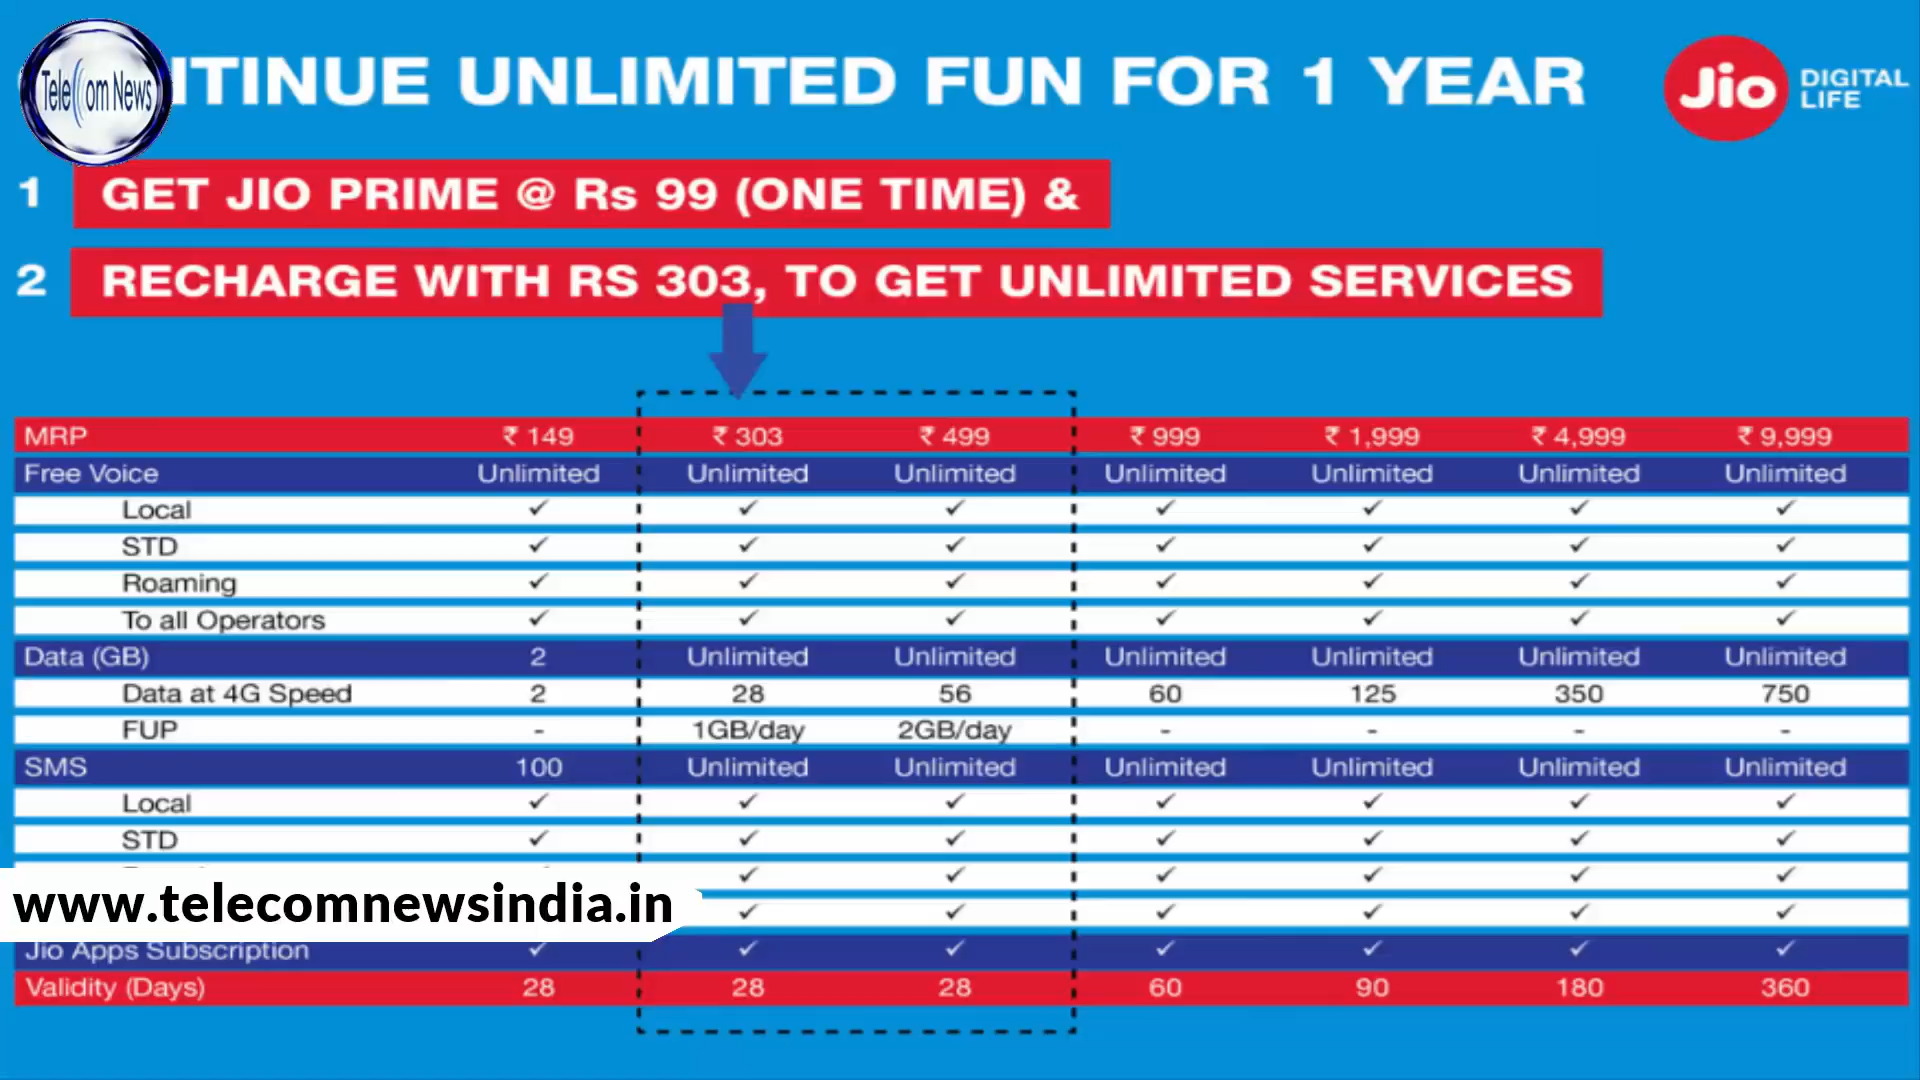 TeleComNews
TINUE UNLIMITED FUN FOR 1 YEAR
Jio DIGITAL
LIFE
1 GET JIO PRIME @ Rs 99 (ONE TIME) &
2 RECHARGE WITH RS 303, TO GET UNLIMITED SERVICES
MRP ₹ 149 ₹ 303 ₹ 499 ₹ 999 ₹ 1,999 ₹ 4,999 ₹ 9,999
Free Voice Unlimited Unlimited Unlimited Unlimited Unlimited Unlimited Unlimited
Local ✓ ✓ ✓ ✓ ✓ ✓ ✓
STD ✓ ✓ ✓ ✓ ✓ ✓ ✓
Roaming ✓ ✓ ✓ ✓ ✓ ✓ ✓
To all Operators ✓ ✓ ✓ ✓ ✓ ✓ ✓
Data (GB) 2 Unlimited Unlimited Unlimited Unlimited Unlimited Unlimited
Data at 4G Speed 2 28 56 60 125 350 750
FUP - 1GB/day 2GB/day - - - -
SMS 100 Unlimited Unlimited Unlimited Unlimited Unlimited Unlimited
Local ✓ ✓ ✓ ✓ ✓ ✓ ✓
STD ✓ ✓ ✓ ✓ ✓ ✓ ✓
✓ ✓ ✓ ✓ ✓ ✓
www.telecomnewsindia.in ✓ ✓ ✓ ✓ ✓ ✓
Jio Apps Subscription ✓ ✓ ✓ ✓ ✓ ✓ ✓
Validity (Days) 28 28 28 60 90 180 360